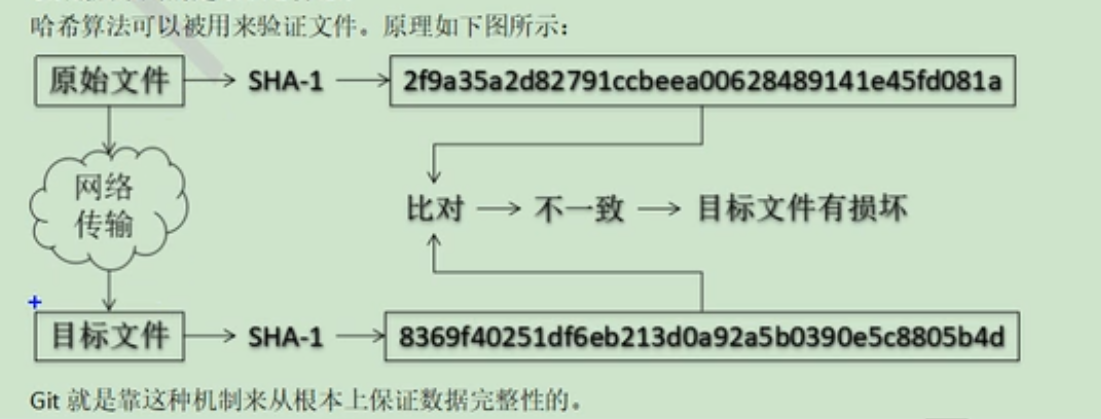 哈希算法可以被用来验证文件。原理如下图所示：
原始文件 SHA-1 2f9a35a2d82791ccbeea00628489141e45fd081a
网络
传输
比对 不一致 目标文件有损坏
目标文件 SHA-1 8369f40251df6eb213d0a92a5b0390e5c8805b4d
Git 就是靠这种机制来从根本上保证数据完整性的。